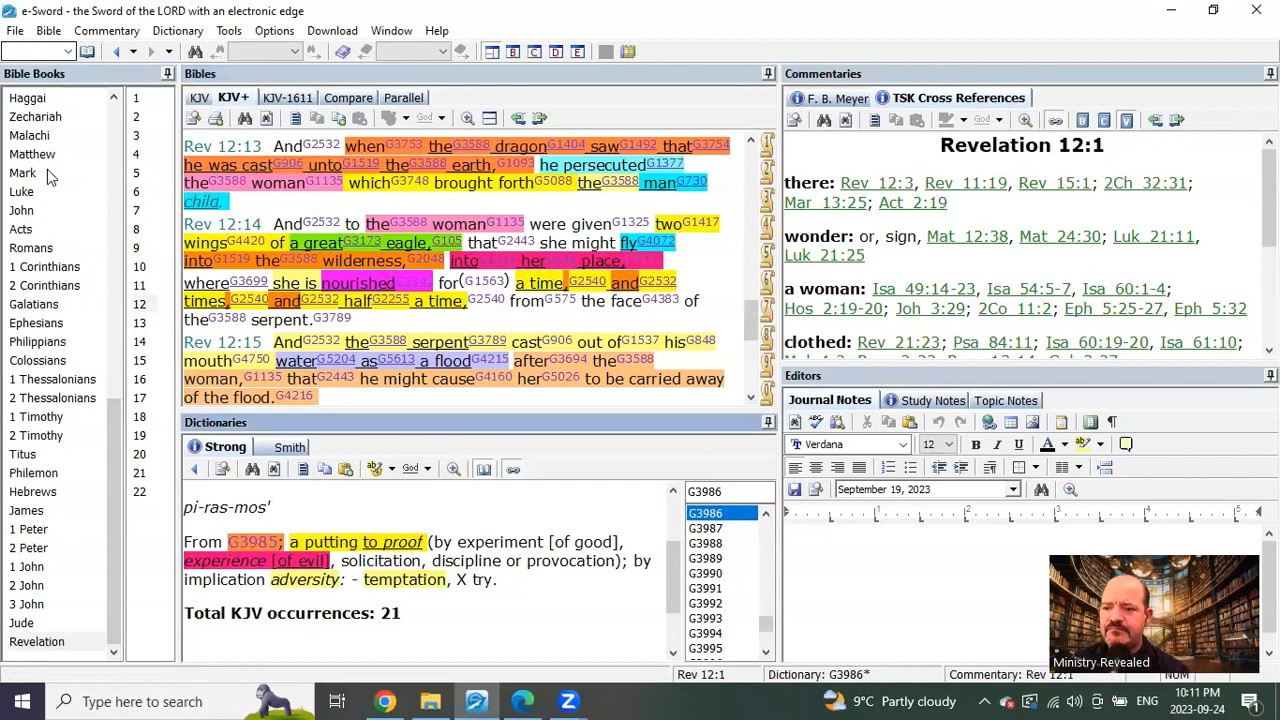 e-Sword - the Sword of the LORD with an electronic edge
File Bible Commentary Dictionary Tools Options Download Window Help
Bible Books
Haggai 1
Zechariah 2
Malachi 3
Matthew 4
Mark 5
Luke 6
John 7
Acts 8
Romans 9
1 Corinthians 10
2 Corinthians 11
Galatians 12
Ephesians 13
Philippians 14
Colossians 15
1 Thessalonians 16
2 Thessalonians 17
1 Timothy 18
2 Timothy 19
Titus 20
Philemon 21
Hebrews 22
James
1 Peter
2 Peter
1 John
2 John
3 John
Jude
Revelation
Bibles
KJV KJV+ KJV-1611 Compare Parallel
Rev 12:13 And G2532 when G3753 the G3588 dragon G1404 saw G1492 that G3754
he was cast G906 unto G1519 the G3588 earth, G1093 he persecuted G1377
the G3588 woman G1135 which G3748 brought forth G5088 the G3588 man G730
child.
Rev 12:14 And G2532 to the G3588 woman G1135 were given G1325 two G1417
wings G4420 of a great G3173 eagle, G105 that G2443 she might fly G4072
into G1519 the G3588 wilderness, G2048 into her place,
where G3699 she is nourished for (G1563) a time, G2540 and G2532
times, G2540 and G2532 half G2255 a time, G2540 from G575 the face G4383 of
the G3588 serpent. G3789
Rev 12:15 And G2532 the G3588 serpent G3789 cast G906 out of G1537 his G848
mouth G4750 water G5204 as G5613 a flood G4215 after G3694 the G3588
woman, G1135 that G2443 he might cause G4160 her G5026 to be carried away
of the flood. G4216
Dictionaries
Strong Smith
pi-ras-mos'
From G3985; a putting to proof (by experiment [of good],
experience [of evil], solicitation, discipline or provocation); by
implication adversity: - temptation, X try.
Total KJV occurrences: 21
G3986
G3986
G3987
G3988
G3989
G3990
G3991
G3992
G3993
G3994
G3995
Commentaries
F. B. Meyer TSK Cross References
Revelation 12:1
there: Rev 12:3, Rev 11:19, Rev 15:1; 2Ch 32:31;
Mar 13:25; Act 2:19
wonder: or, sign, Mat 12:38, Mat 24:30; Luk 21:11,
Luk 21:25
a woman: Isa 49:14-23, Isa 54:5-7, Isa 60:1-4;
Hos 2:19-20; Joh 3:29; 2Co 11:2; Eph 5:25-27, Eph 5:32
clothed: Rev 21:23; Psa 84:11; Isa 60:19-20, Isa 61:10;
Editors
Journal Notes Study Notes Topic Notes
Verdana 12 B I U A
September 19, 2023
1 2 3 4 5
Ministry Revealed
Rev 12:1 Dictionary: G3986* Commentary: Rev 12:1 NUM
Type here to search
9°C Partly cloudy
ENG
10:11 PM
2023-09-24